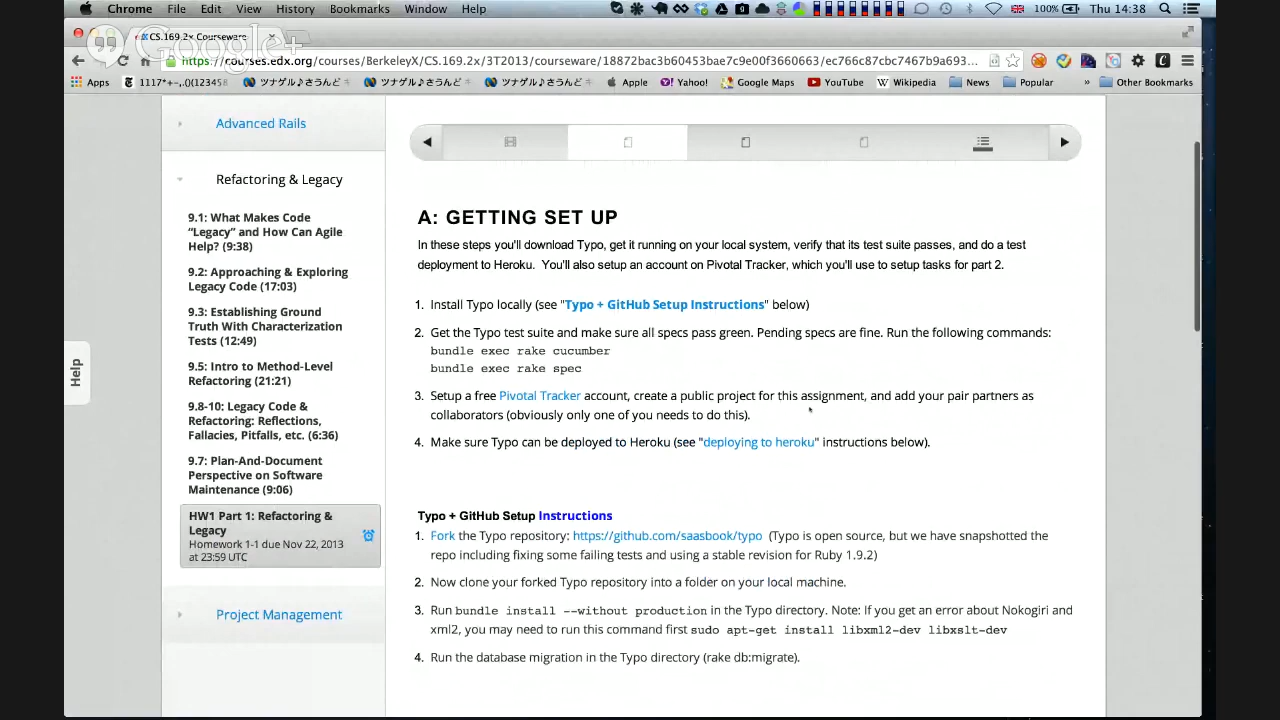 Chrome File Edit View History Bookmarks Window Help 100% Thu 14:38
Google+
CS.169.2x Courseware
https://courses.edx.org/courses/BerkeleyX/CS.169.2x/3T2013/courseware/18872bac3b60453bae7c9e00f3660663/ec766c87cbc7467b9a693...
Apps 1117*+-,.()123458 ツナゲル♪きろうんど ツナゲル♪きろうんど ツナゲル♪きろうんど Apple Yahoo! Google Maps YouTube Wikipedia News Popular » Other Bookmarks
Advanced Rails
Refactoring & Legacy
9.1: What Makes Code
“Legacy” and How Can Agile
Help? (9:38)
9.2: Approaching & Exploring
Legacy Code (17:03)
9.3: Establishing Ground
Truth With Characterization
Tests (12:49)
9.5: Intro to Method-Level
Refactoring (21:21)
9.8-10: Legacy Code &
Refactoring: Reflections,
Fallacies, Pitfalls, etc. (6:36)
9.7: Plan-And-Document
Perspective on Software
Maintenance (9:06)
HW1 Part 1: Refactoring &
Legacy
Homework 1-1 due Nov 22, 2013
at 23:59 UTC
Project Management
Help
A: GETTING SET UP
In these steps you'll download Typo, get it running on your local system, verify that its test suite passes, and do a test
deployment to Heroku. You'll also setup an account on Pivotal Tracker, which you'll use to setup tasks for part 2.
1. Install Typo locally (see "Typo + GitHub Setup Instructions" below)
2. Get the Typo test suite and make sure all specs pass green. Pending specs are fine. Run the following commands:
bundle exec rake cucumber
bundle exec rake spec
3. Setup a free Pivotal Tracker account, create a public project for this assignment, and add your pair partners as
collaborators (obviously only one of you needs to do this).
4. Make sure Typo can be deployed to Heroku (see "deploying to heroku" instructions below).
Typo + GitHub Setup Instructions
1. Fork the Typo repository: https://github.com/saasbook/typo (Typo is open source, but we have snapshotted the
repo including fixing some failing tests and using a stable revision for Ruby 1.9.2)
2. Now clone your forked Typo repository into a folder on your local machine.
3. Run bundle install --without production in the Typo directory. Note: If you get an error about Nokogiri and
xml2, you may need to run this command first sudo apt-get install libxml2-dev libxslt-dev
4. Run the database migration in the Typo directory (rake db:migrate).